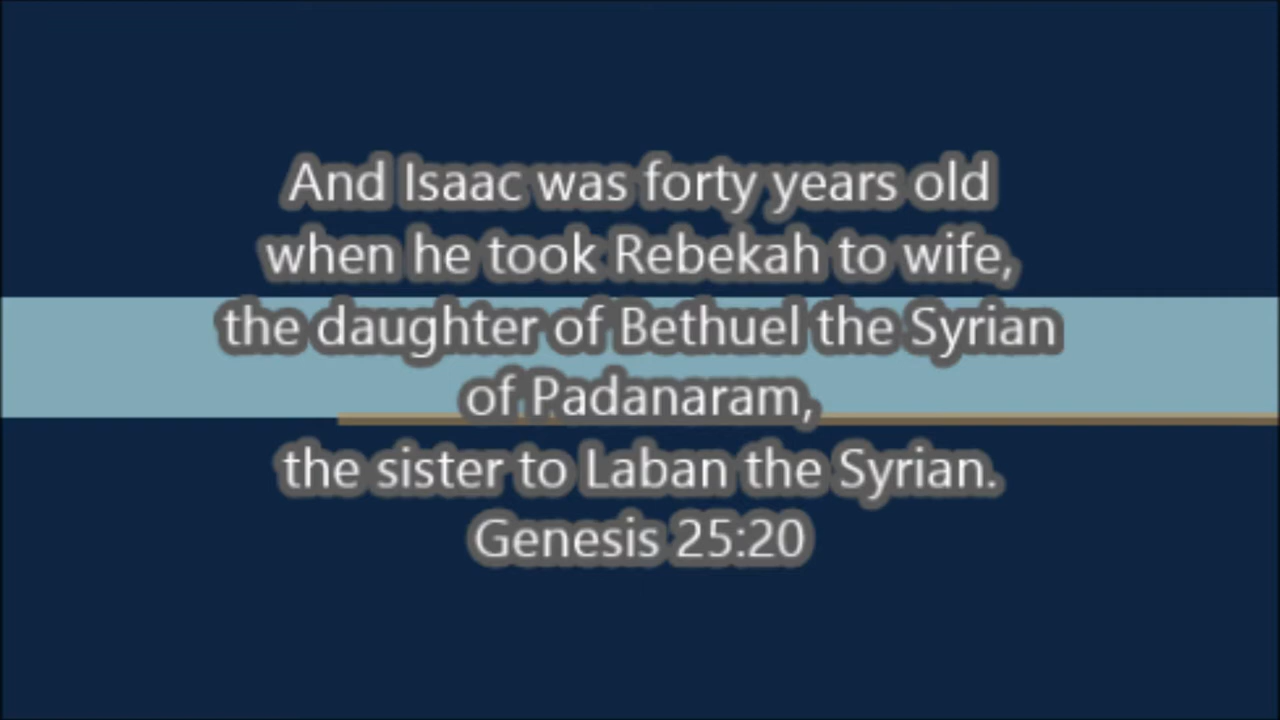 And Isaac was forty years old
when he took Rebekah to wife,
the daughter of Bethuel the Syrian
of Padanaram,
the sister to Laban the Syrian.
Genesis 25:20